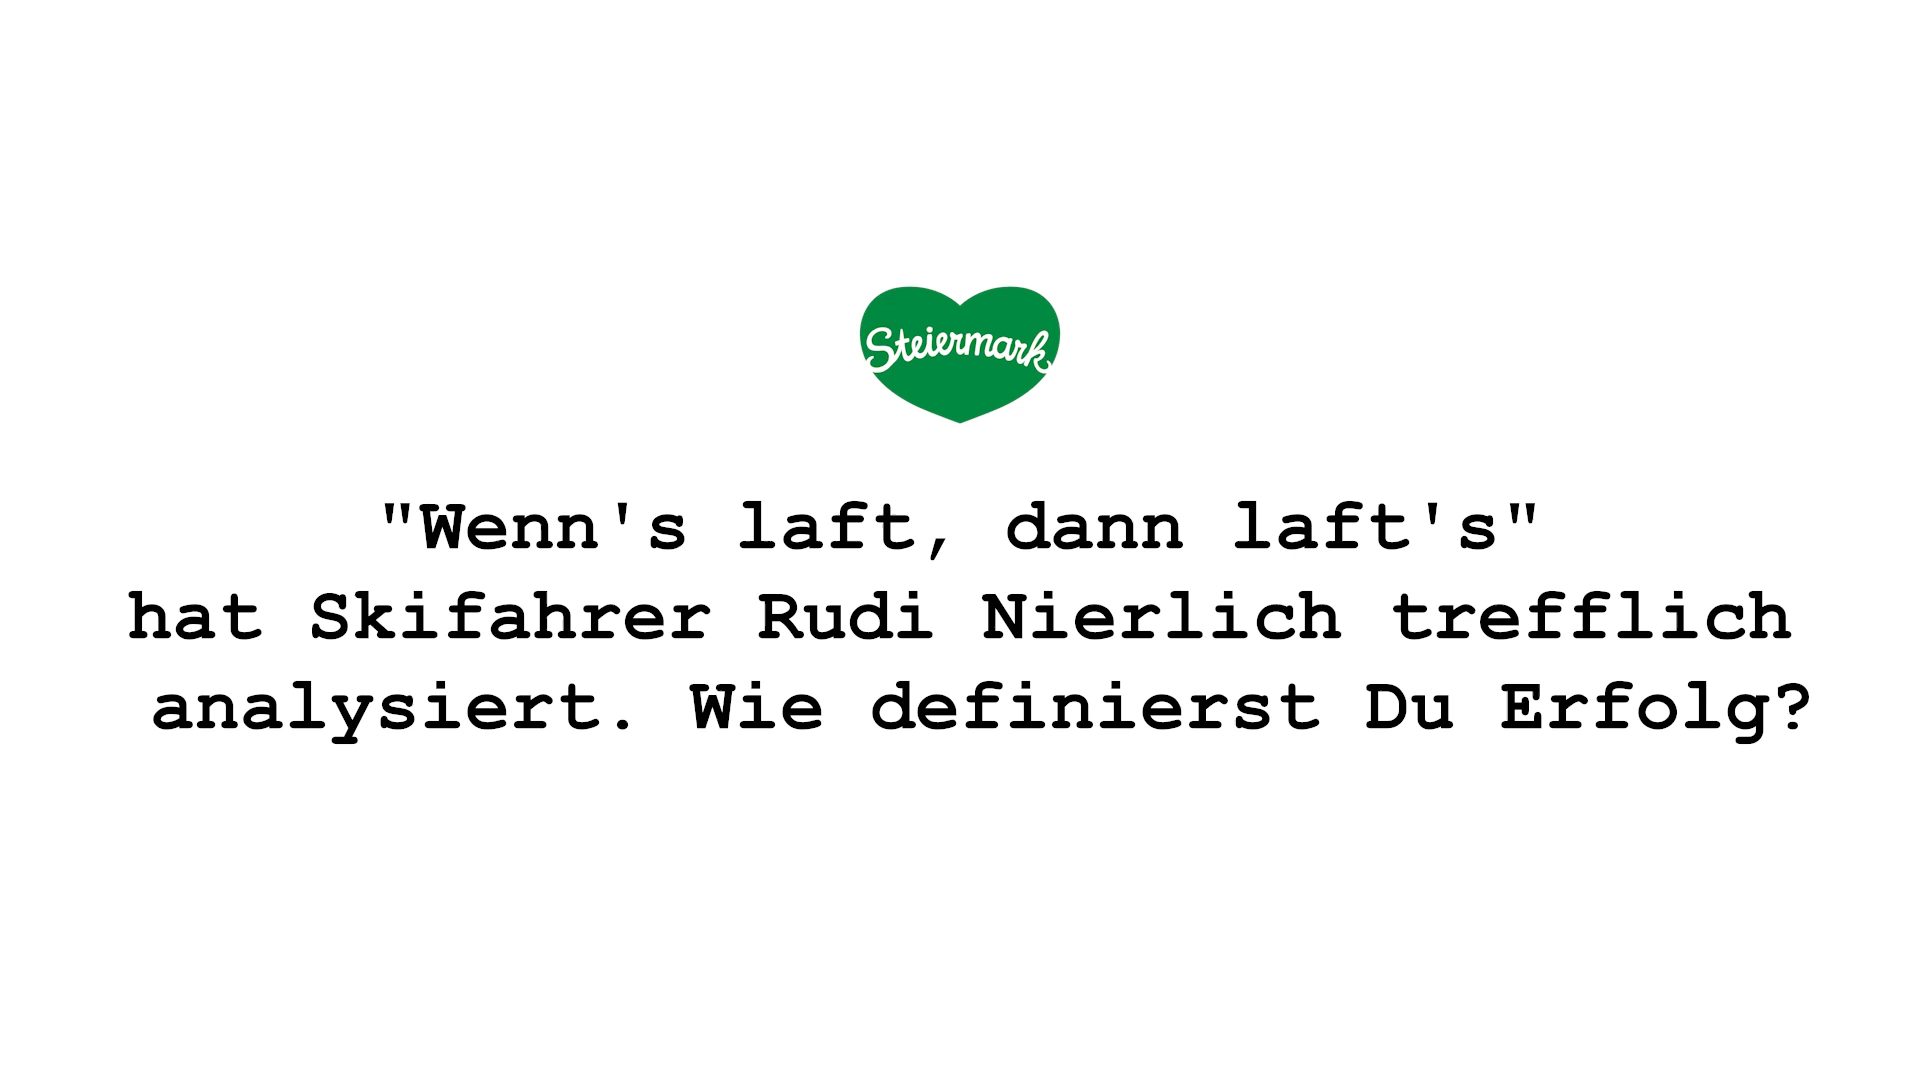 Steiermark
"Wenn's laft, dann laft's"
hat Skifahrer Rudi Nierlich trefflich
analysiert. Wie definierst Du Erfolg?